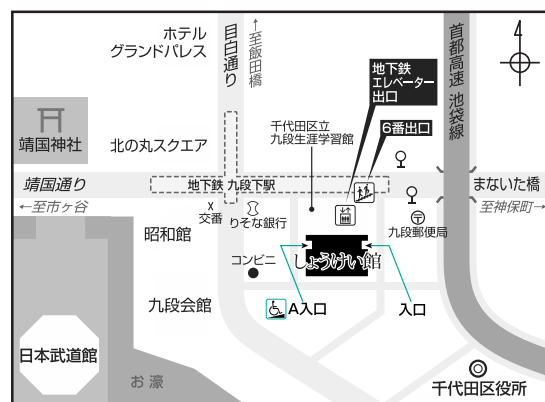 ホテル
グランドパレス
目白通り
←至飯田橋
首都高速 池袋線
地下鉄
エレベーター
出口
6番出口
千代田区立
九段生涯学習館
靖国神社
北の丸スクエア
靖国通り
地下鉄 九段下駅
まないた橋
←至市ヶ谷
至神保町→
交番
りそな銀行
九段郵便局
昭和館
しょうけい館
コンビニ
九段会館
A入口
入口
日本武道館
お濠
千代田区役所